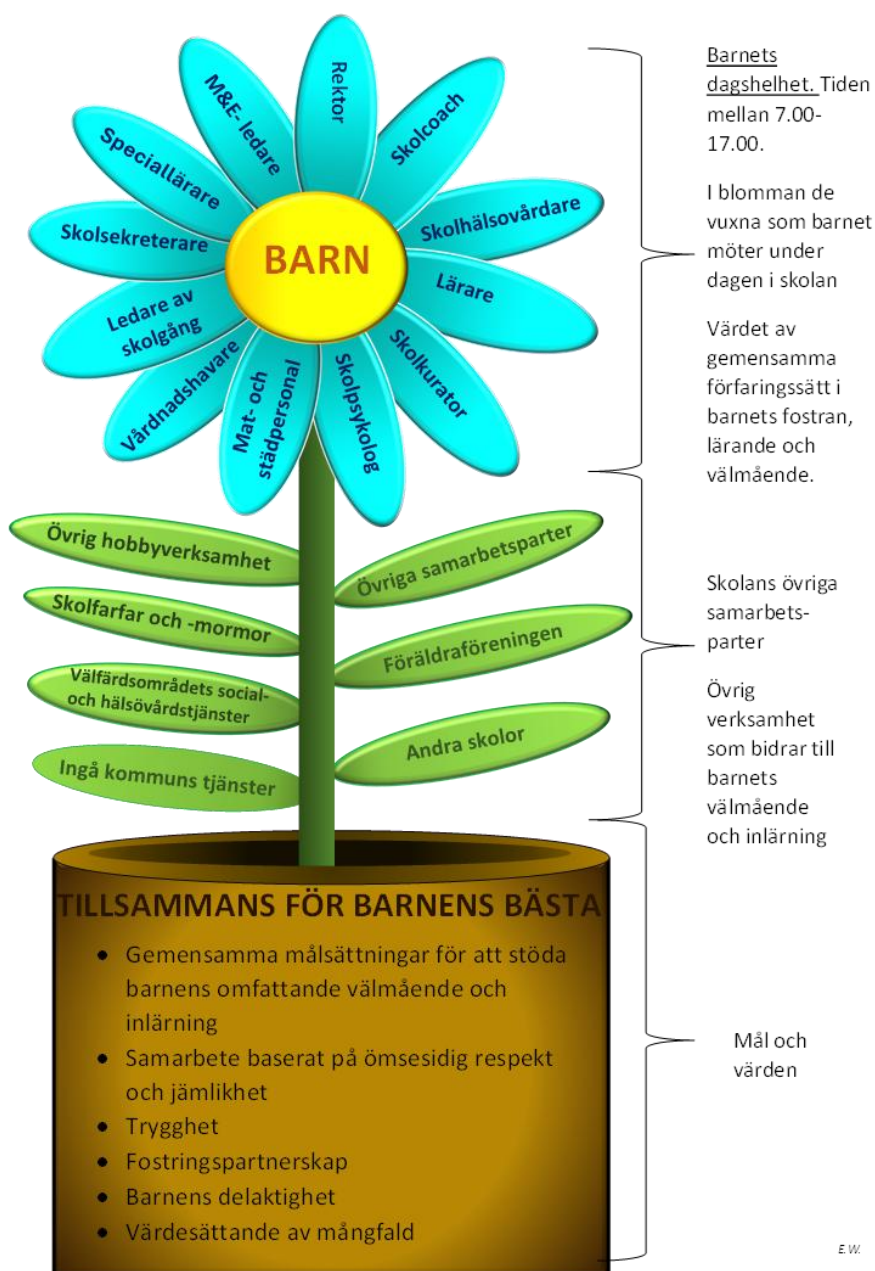 Rektor
Skolcoach
Skolhälsovårdare
Lärare
Skolkurator
Skolpsykolog
Mat- och
städpersonal
Vårdnadshavare
Ledare av
skolgång
Skolsekreterare
Speciallärare
M&E- ledare
BARN
Barnets
dagshelhet. Tiden
mellan 7.00-
17.00.
I blomman de
vuxna som barnet
möter under
dagen i skolan
Värdet av
gemensamma
förfaringssätt i
barnets fostran,
lärande och
välmående.
Övrig hobbyverksamhet
Skolfarfar och -mormor
Välfärdsområdets social-
och hälsövårdstjänster
Ingå kommuns tjänster
Övriga samarbetsparter
Föräldraföreningen
Andra skolor
Skolans övriga
samarbets-
parter
Övrig
verksamhet
som bidrar till
barnets
välmående
och inlärning
TILLSAMMANS FÖR BARNENS BÄSTA
• Gemensamma målsättningar för att stöda
barnens omfattande välmående och
inlärning
• Samarbete baserat på ömsesidig respekt
och jämlikhet
• Trygghet
• Fostringspartnerskap
• Barnens delaktighet
• Värdesättande av mångfald
Mål och
värden
E.W.